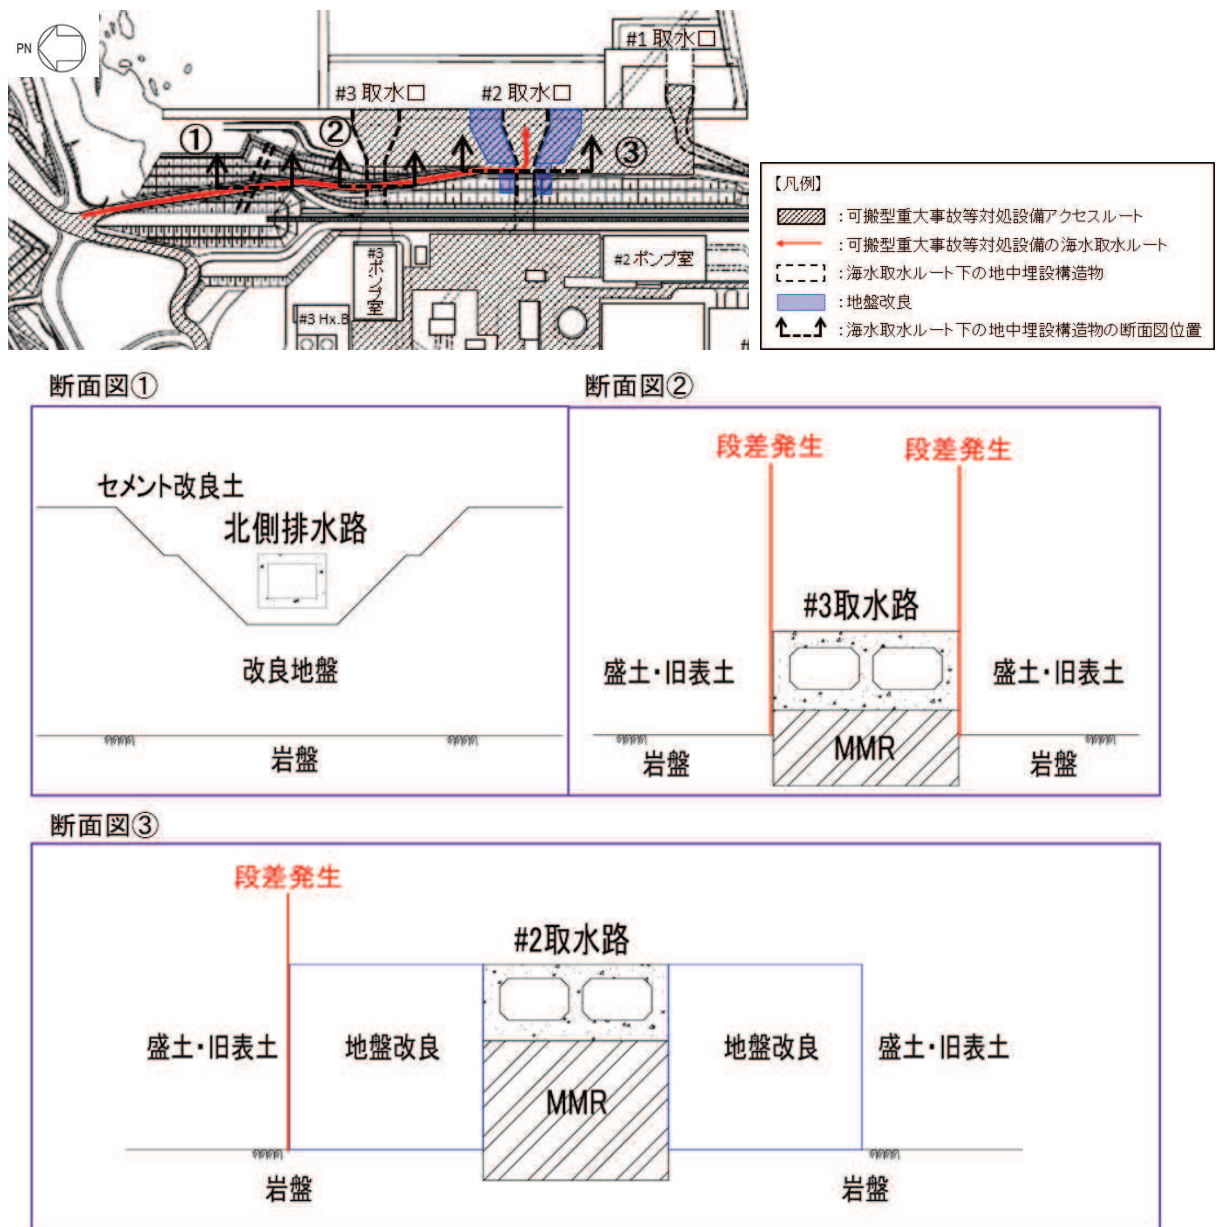 PN
#1 取水口
#3 取水口
#2 取水口
①
②
③
#3
ポンプ室
#2 ポンプ室
#3 Hx.B
【凡例】
：可搬型重大事故等対処設備アクセスルート
：可搬型重大事故等対処設備の海水取水ルート
：海水取水ルート下の地中埋設構造物
：地盤改良
：海水取水ルート下の地中埋設構造物の断面図位置
断面図①
セメント改良土
北側排水路
改良地盤
岩盤
断面図②
段差発生
段差発生
#3取水路
盛土・旧表土
盛土・旧表土
MMR
岩盤
岩盤
断面図③
段差発生
#2取水路
盛土・旧表土
地盤改良
地盤改良
盛土・旧表土
MMR
岩盤
岩盤